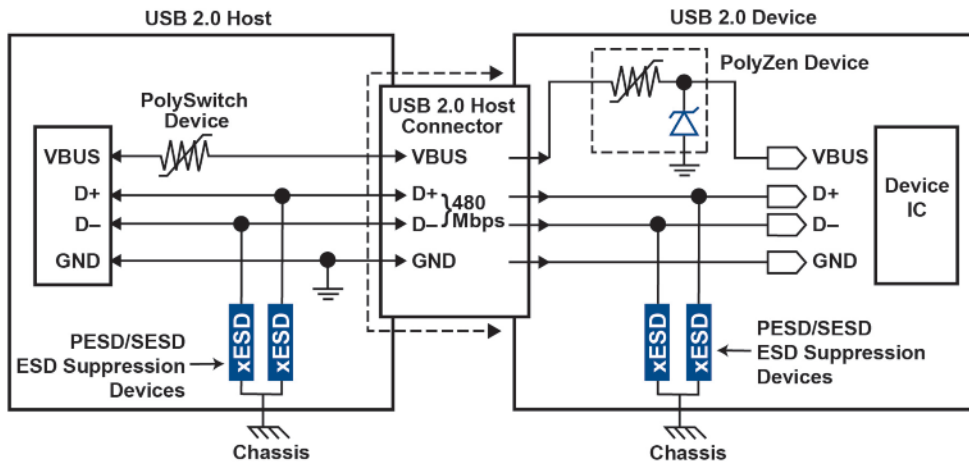 USB 2.0 Host
USB 2.0 Device
PolySwitch
Device
VBUS
D+
D–
GND
USB 2.0 Host
Connector
VBUS
D+
D–
480
Mbps
GND
PolyZen Device
VBUS
D+
D–
GND
Device
IC
PESD/SESD
ESD Suppression
Devices
xESD
xESD
Chassis
xESD
xESD
PESD/SESD
ESD Suppression
Devices
Chassis